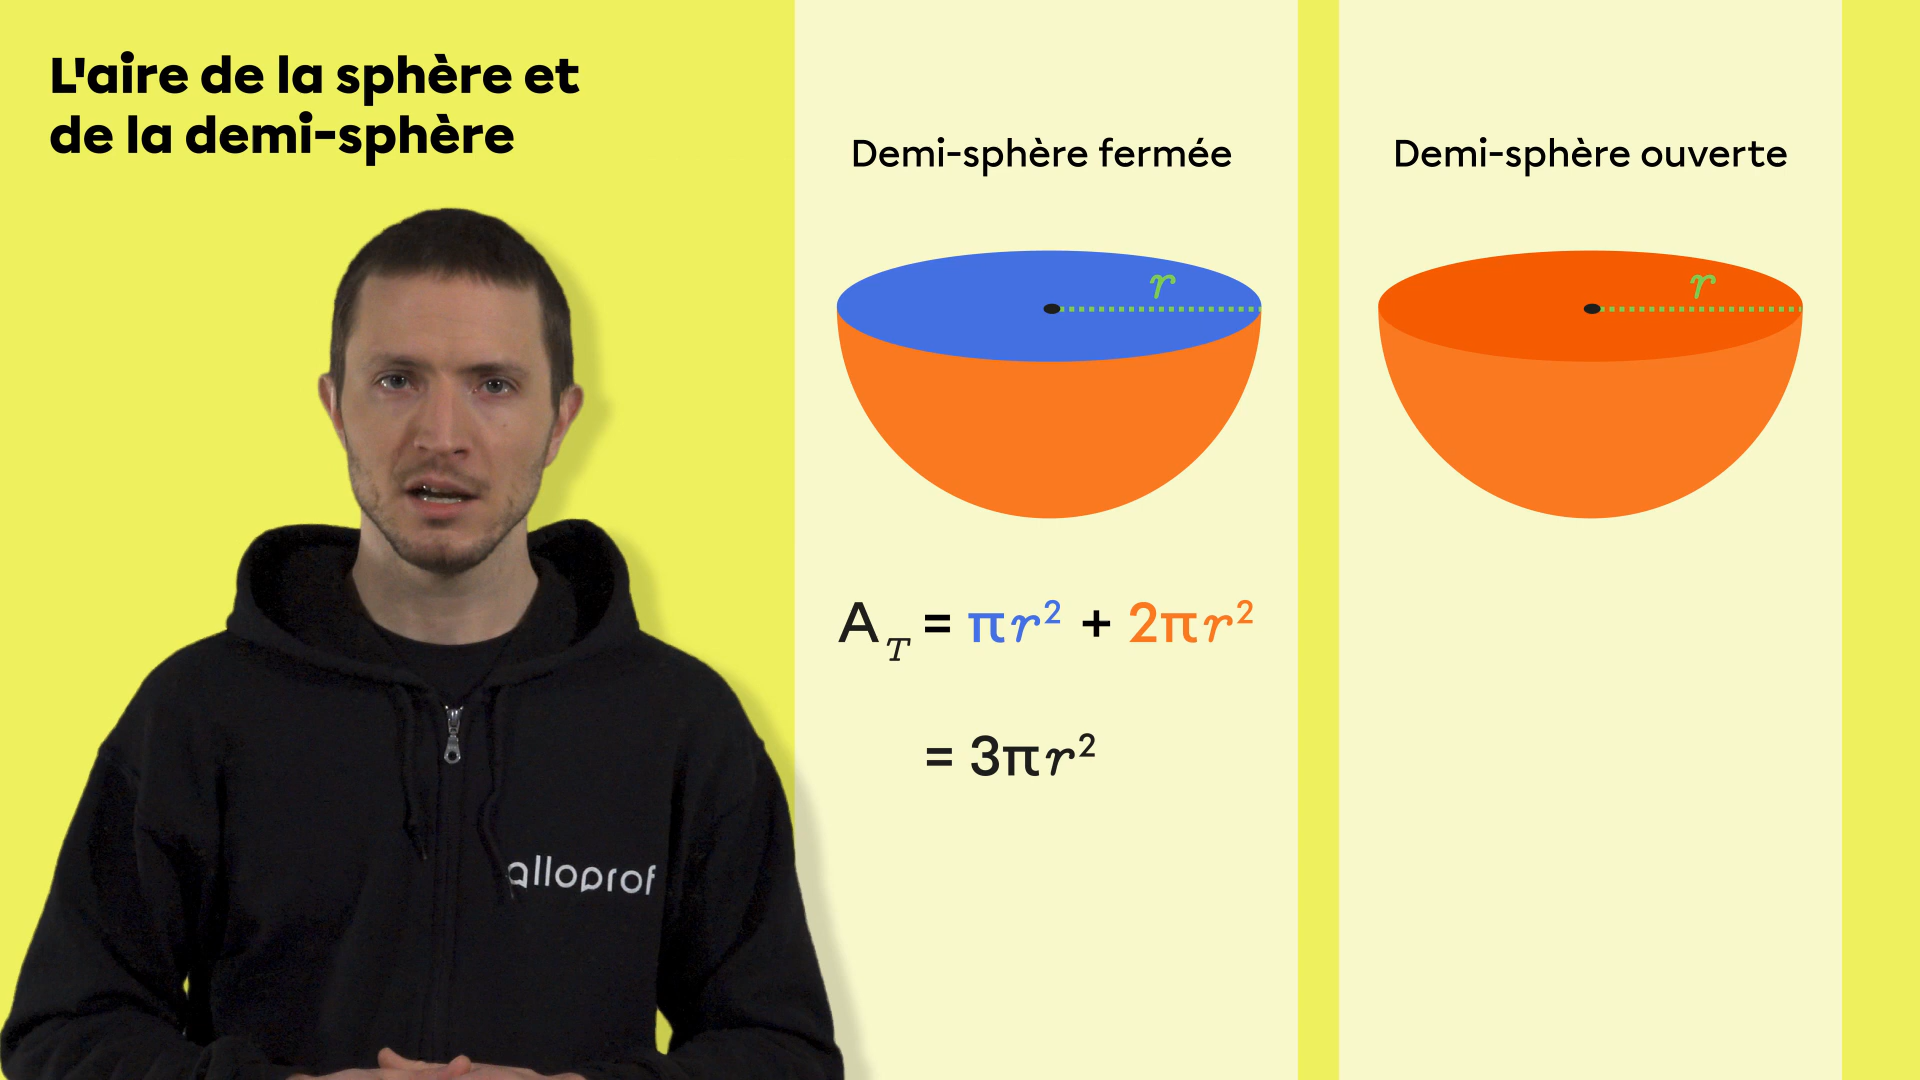 L'aire de la sphère et
de la demi-sphère
Demi-sphère fermée
r
A_T = πr² + 2πr²
= 3πr²
Demi-sphère ouverte
r
alloprof